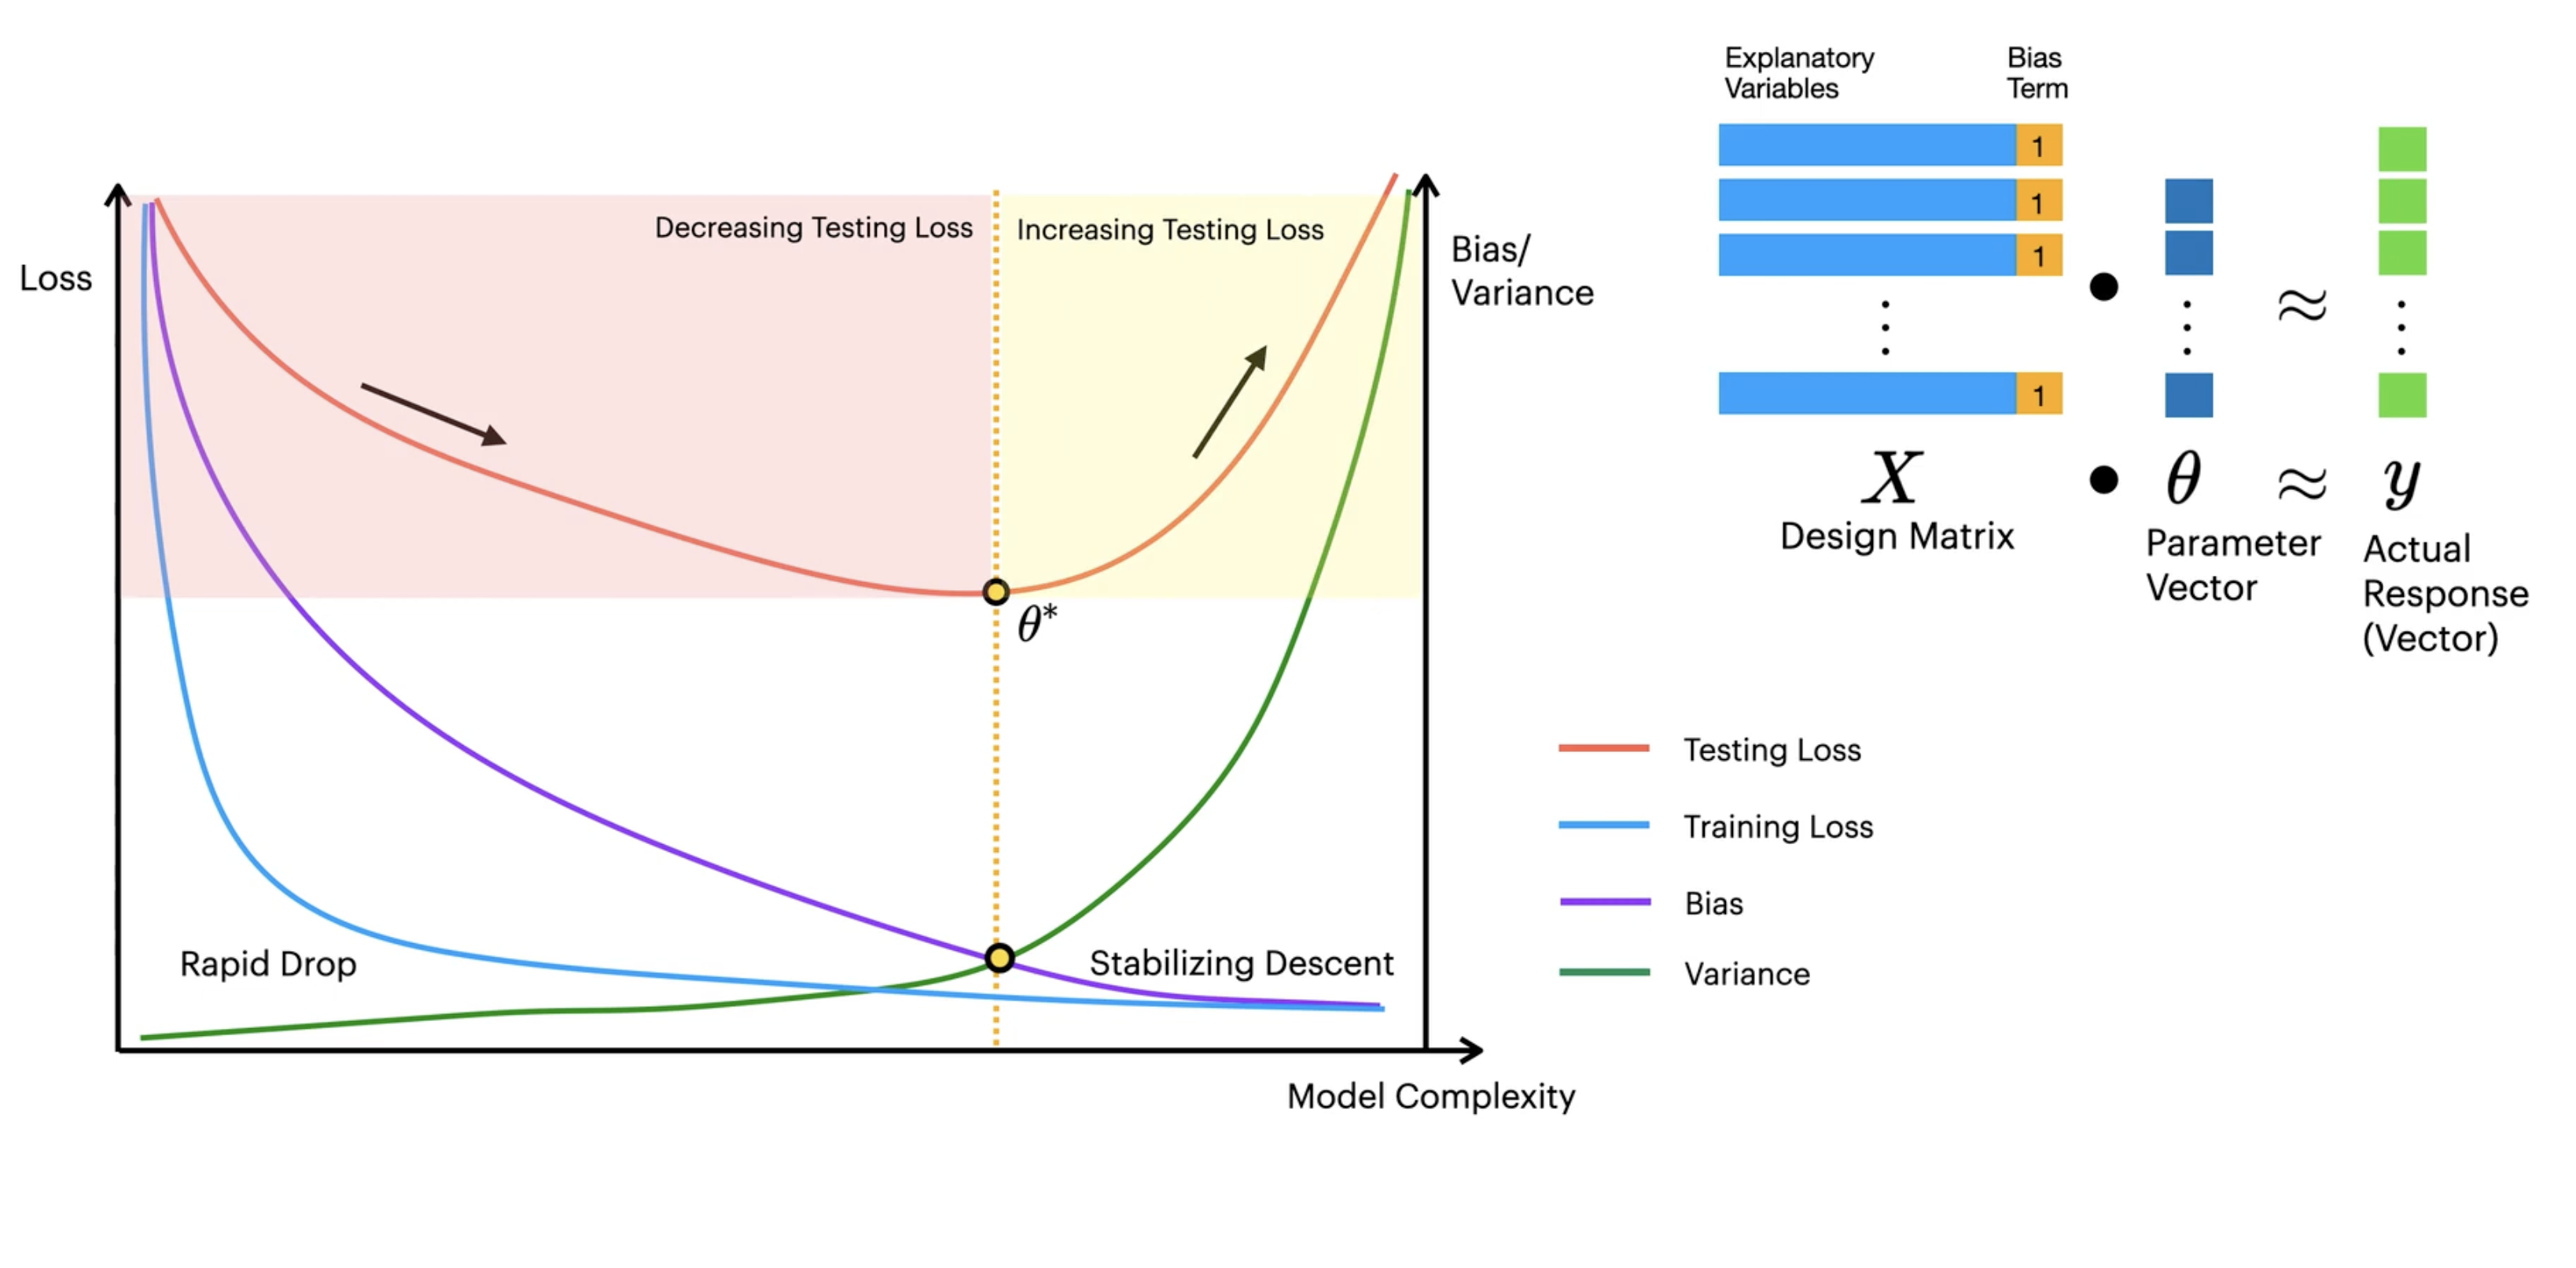 Loss
Decreasing Testing Loss
Increasing Testing Loss
Bias/
Variance
θ*
Rapid Drop
Stabilizing Descent
Model Complexity
Explanatory
Variables
Bias
Term
1
1
1
1
X • θ ≈ y
Design Matrix
Parameter
Vector
Actual
Response
(Vector)
Testing Loss
Training Loss
Bias
Variance